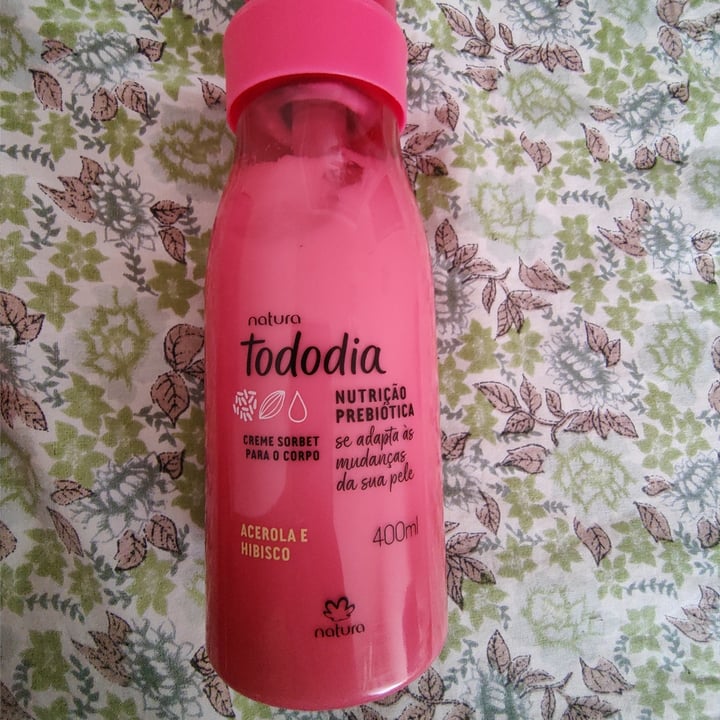 natura
tododia
NUTRIÇÃO
PREBIÓTICA
se adapta às
mudanças
da sua pele
CREME SORBET
PARA O CORPO
ACEROLA E
HIBISCO
400ml
natura